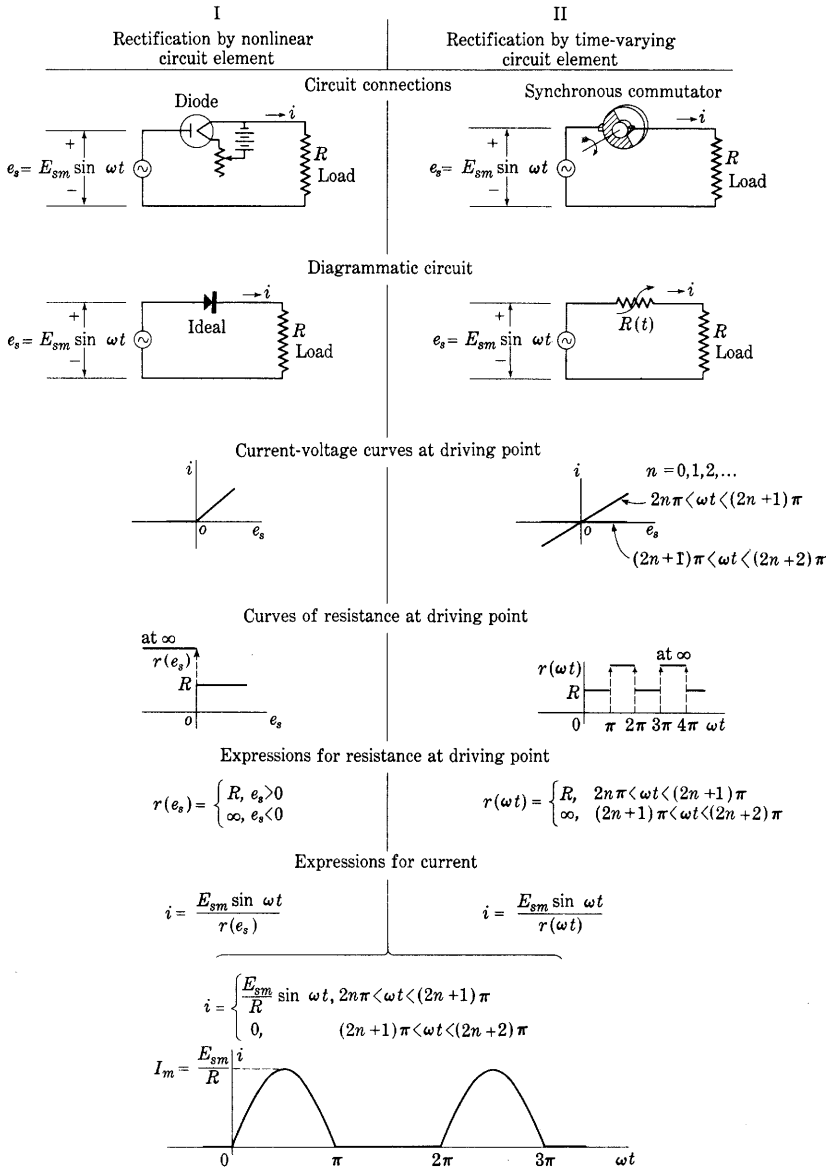 I
II
Rectification by nonlinear
circuit element
Rectification by time-varying
circuit element
Circuit connections
Diode
i
+
e_s = E_sm sin ωt
−
R
Load
Synchronous commutator
i
+
e_s = E_sm sin ωt
−
R
Load
Diagrammatic circuit
i
+
Ideal
e_s = E_sm sin ωt
−
R
Load
i
+
R(t)
e_s = E_sm sin ωt
−
R
Load
Current-voltage curves at driving point
i
o
e_s
i
n = 0,1,2,...
2nπ<ωt<(2n+1)π
o
e_s
(2n+1)π<ωt<(2n+2)π
Curves of resistance at driving point
at ∞
r(e_s)
R
o
e_s
r(ωt)
at ∞
R
0 π 2π 3π 4π ωt
Expressions for resistance at driving point
r(e_s) = { R, e_s>0
∞, e_s<0
r(ωt) = { R, 2nπ<ωt<(2n+1)π
∞, (2n+1)π<ωt<(2n+2)π
Expressions for current
i = E_sm sin ωt / r(e_s)
i = E_sm sin ωt / r(ωt)
i = { E_sm/R sin ωt, 2nπ<ωt<(2n+1)π
0, (2n+1)π<ωt<(2n+2)π
I_m = E_sm/R
i
0 π 2π 3π ωt